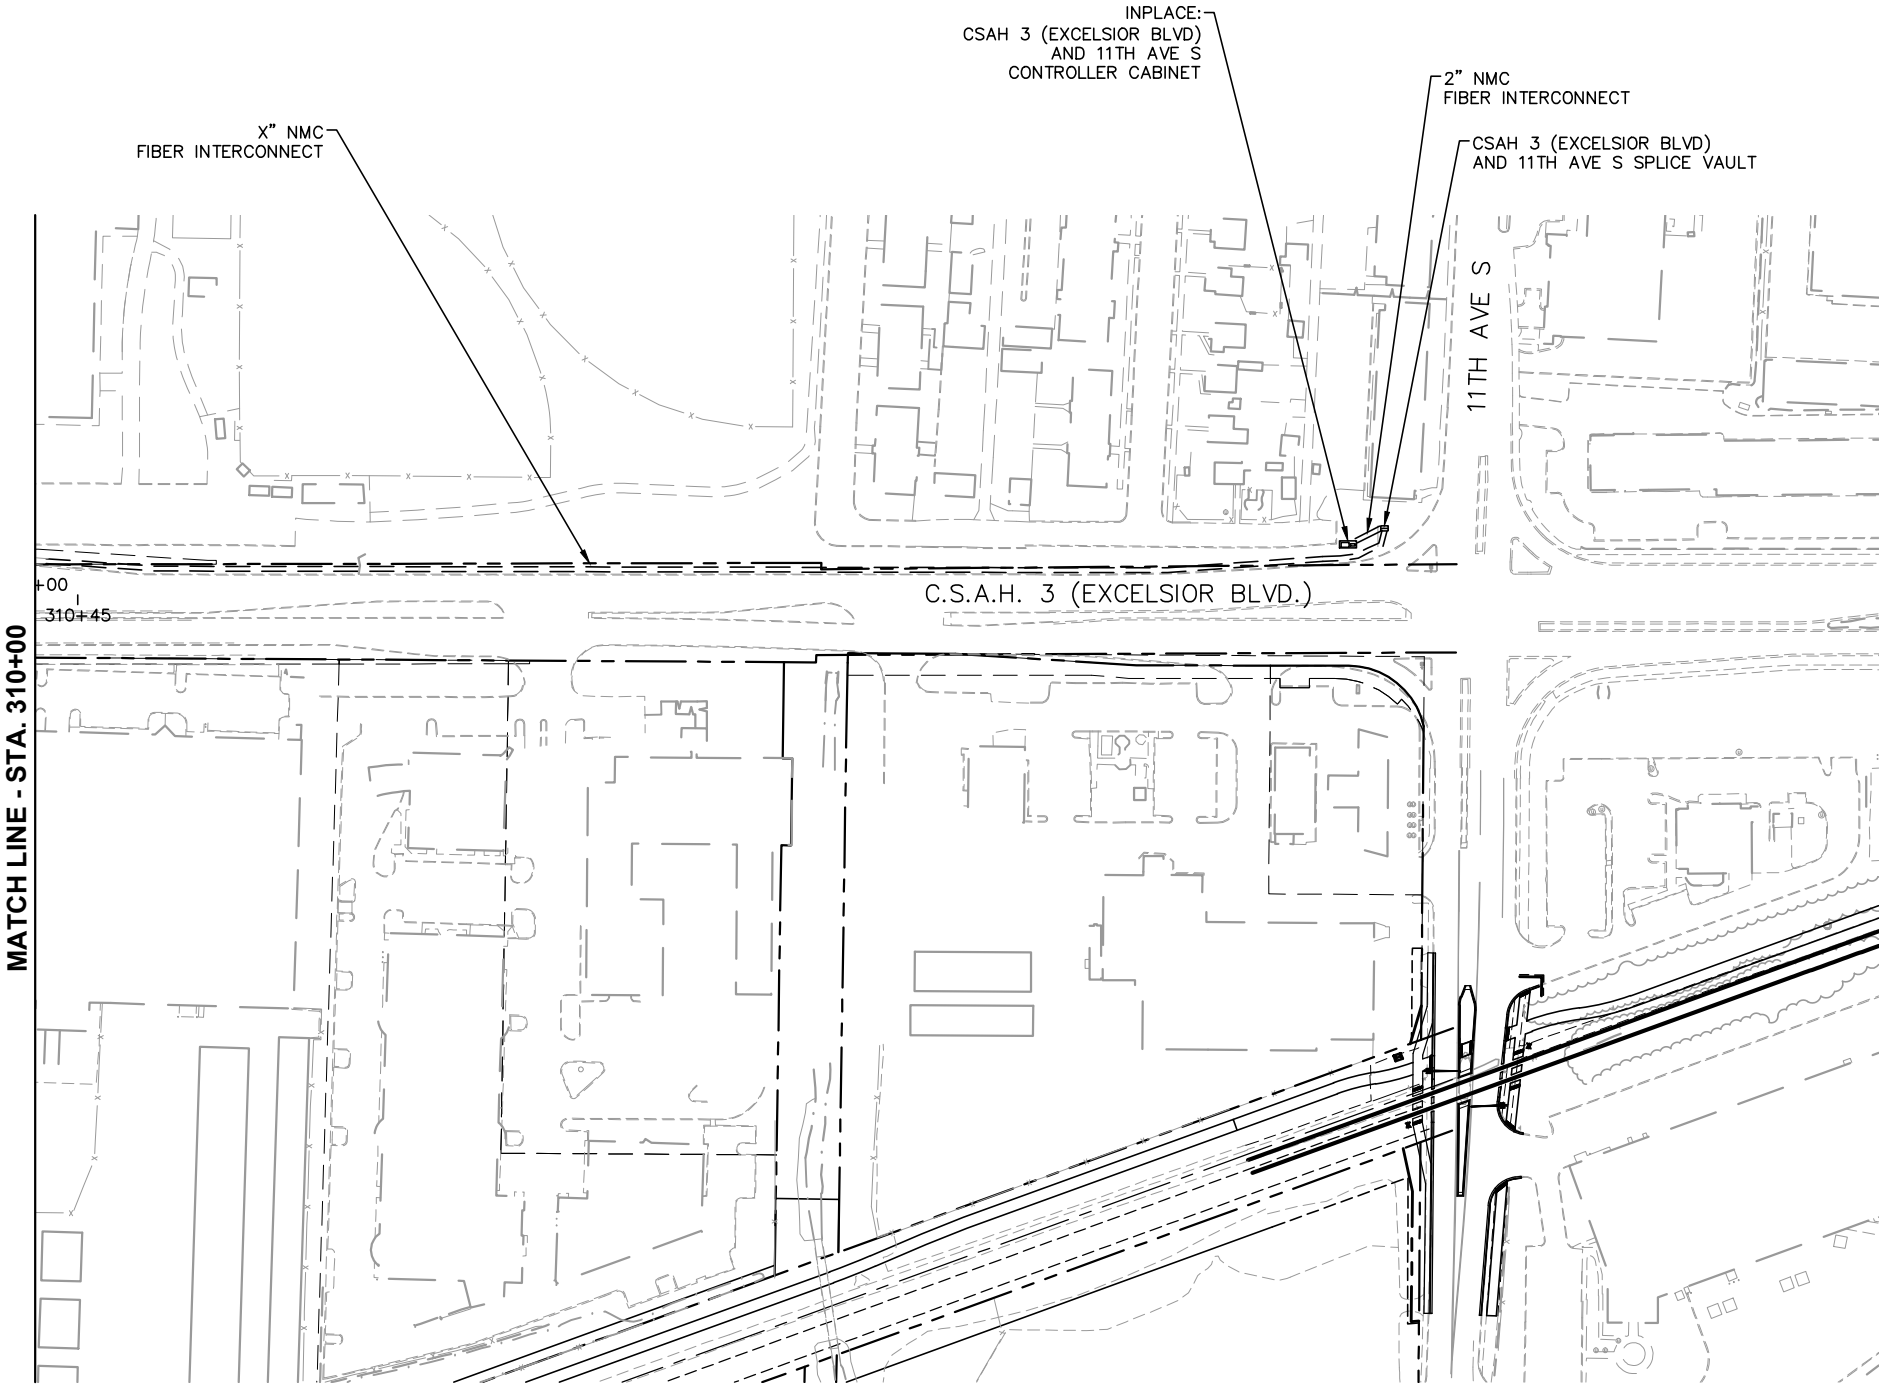 INPLACE:
CSAH 3 (EXCELSIOR BLVD)
AND 11TH AVE S
CONTROLLER CABINET
2" NMC
FIBER INTERCONNECT
X" NMC
FIBER INTERCONNECT
CSAH 3 (EXCELSIOR BLVD)
AND 11TH AVE S SPLICE VAULT
11TH AVE S
+00
310+45
C.S.A.H. 3 (EXCELSIOR BLVD.)
MATCH LINE - STA. 310+00